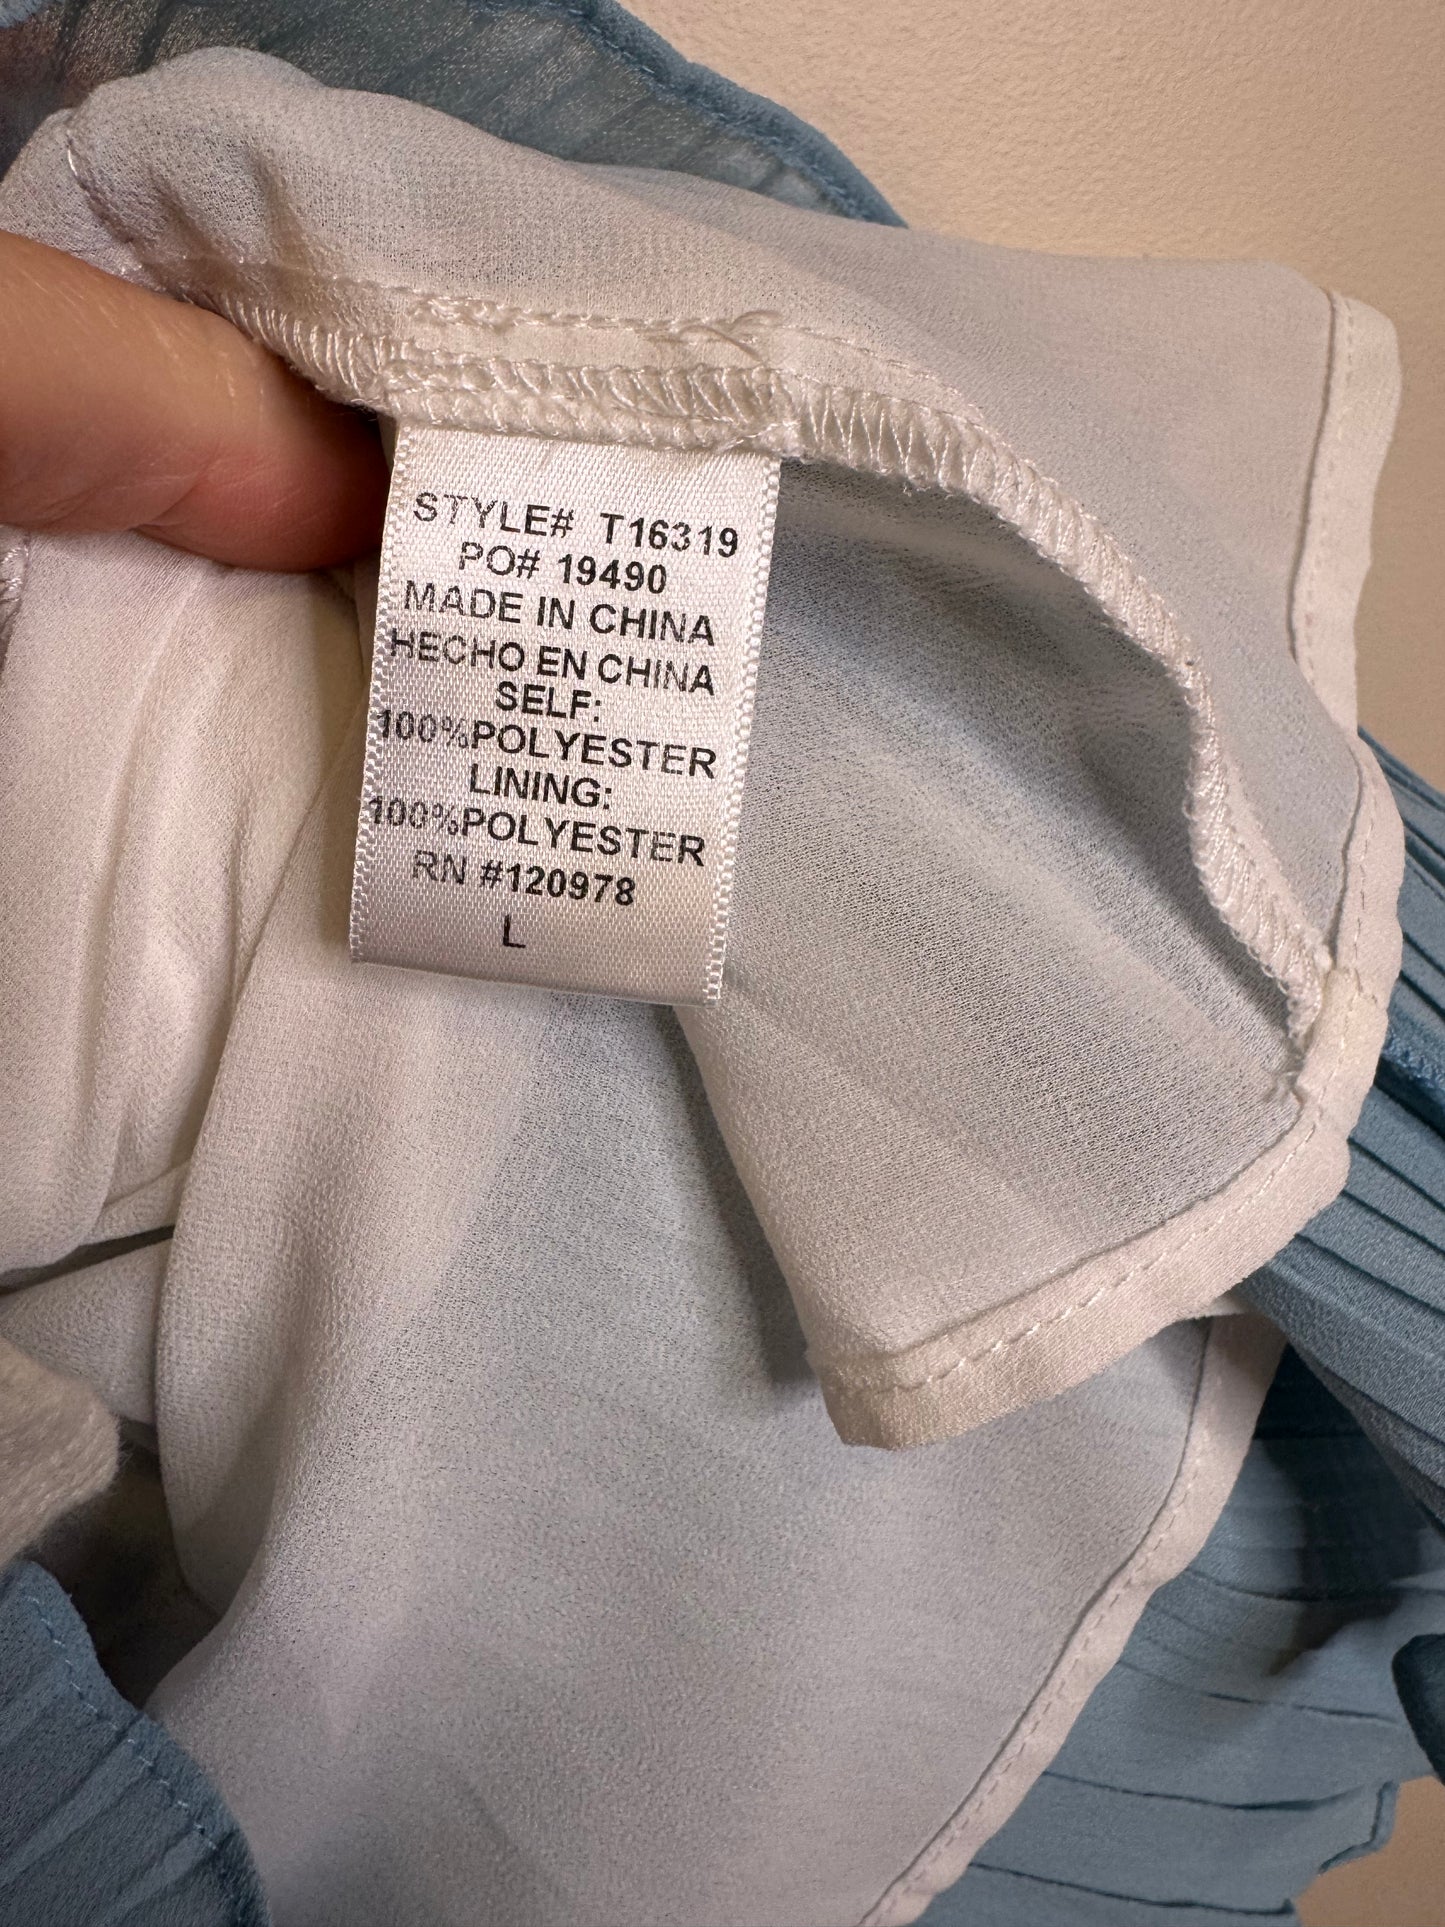 STYLE# T16319
PO# 19490
MADE IN CHINA
HECHO EN CHINA
SELF:
100%POLYESTER
LINING:
100%POLYESTER
RN #120978
L